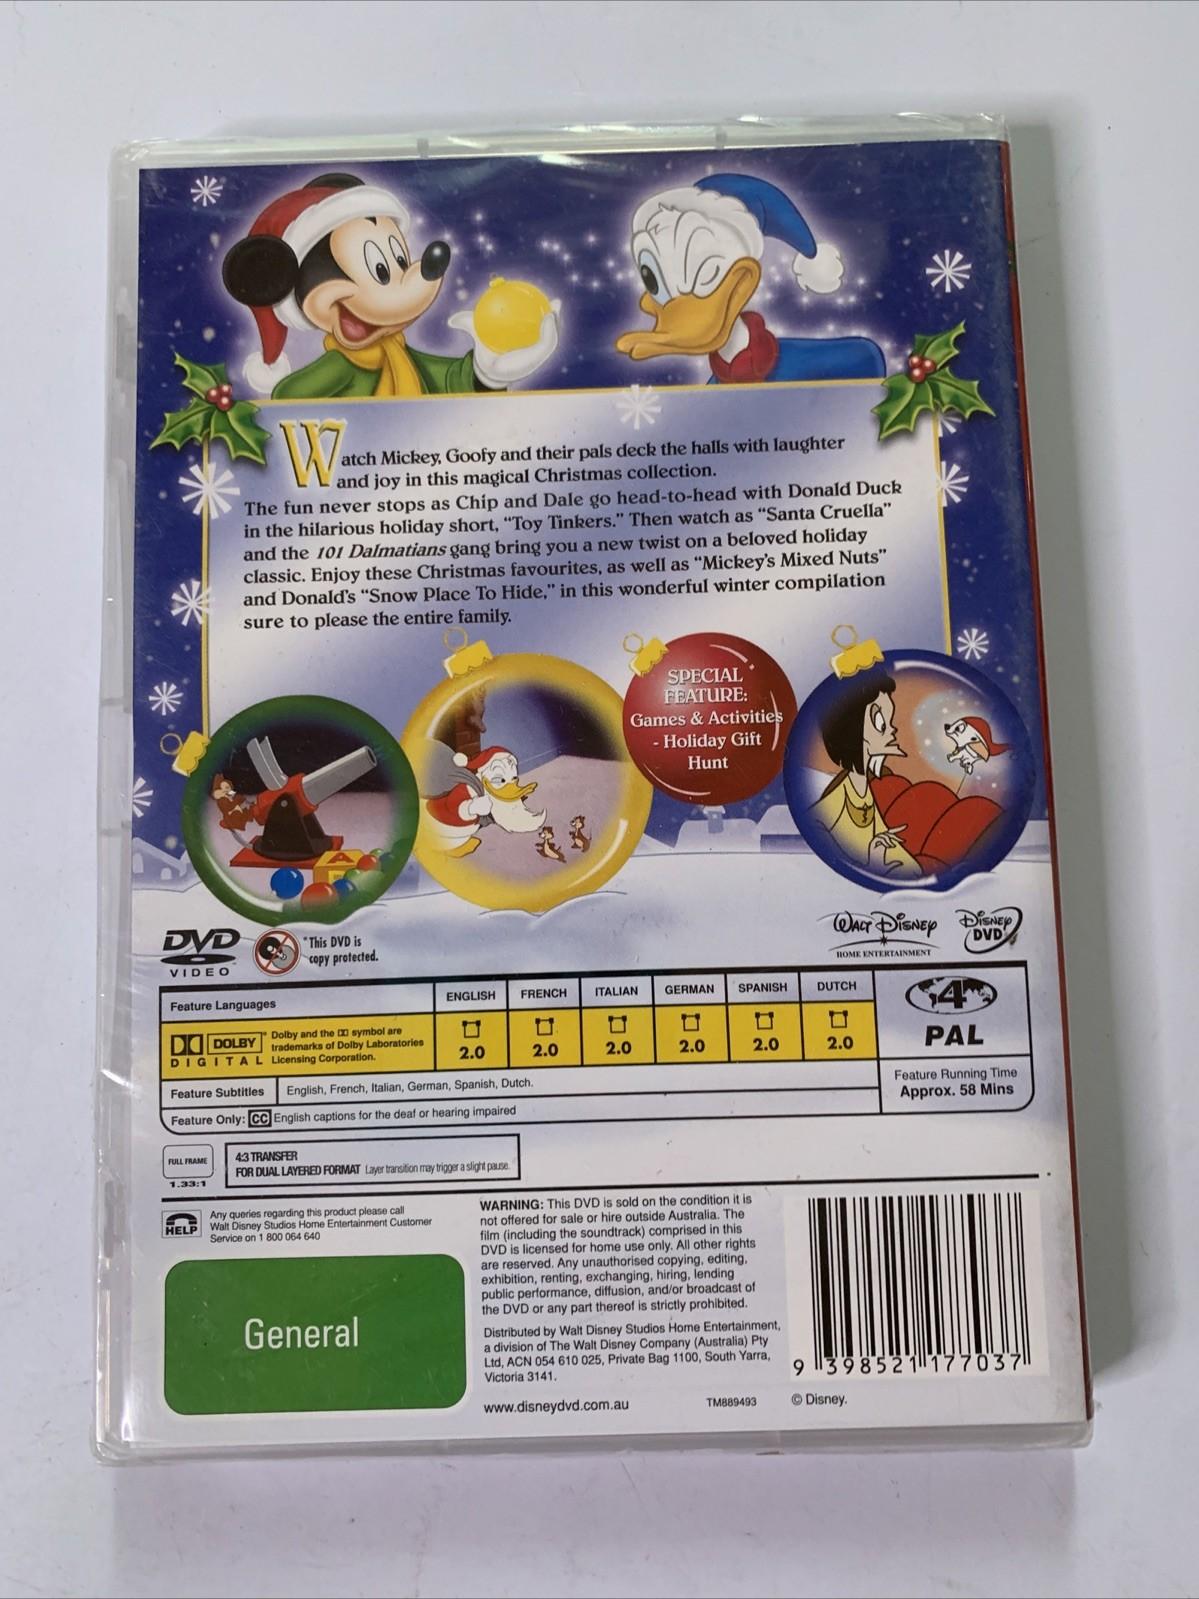 Watch Mickey, Goofy and their pals deck the halls with laughter
and joy in this magical Christmas collection.
The fun never stops as Chip and Dale go head-to-head with Donald Duck
in the hilarious holiday short, “Toy Tinkers.” Then watch as “Santa Cruella”
and the 101 Dalmatians gang bring you a new twist on a beloved holiday
classic. Enjoy these Christmas favourites, as well as “Mickey’s Mixed Nuts”
and Donald’s “Snow Place To Hide,” in this wonderful winter compilation
sure to please the entire family.
SPECIAL
FEATURE:
Games & Activities
- Holiday Gift
Hunt
A
DVD
VIDEO
*This DVD is
copy protected.
WALT DISNEY
HOME ENTERTAINMENT
DISNEY
DVD
Feature Languages
ENGLISH FRENCH ITALIAN GERMAN SPANISH DUTCH
DOLBY
DIGITAL
Dolby and the DD symbol are
trademarks of Dolby Laboratories
Licensing Corporation.
2.0 2.0 2.0 2.0 2.0 2.0
4
PAL
Feature Subtitles English, French, Italian, German, Spanish, Dutch.
Feature Running Time
Approx. 58 Mins
Feature Only: CC English captions for the deaf or hearing impaired
FULL FRAME
1.33:1
4:3 TRANSFER
FOR DUAL LAYERED FORMAT Layer transition may trigger a slight pause.
HELP
Any queries regarding this product please call
Walt Disney Studios Home Entertainment Customer
Service on 1 800 064 640
General
WARNING: This DVD is sold on the condition it is
not offered for sale or hire outside Australia. The
film (including the soundtrack) comprised in this
DVD is licensed for home use only. All other rights
are reserved. Any unauthorised copying, editing,
exhibition, renting, exchanging, hiring, lending
public performance, diffusion, and/or broadcast of
the DVD or any part thereof is strictly prohibited.
Distributed by Walt Disney Studios Home Entertainment,
a division of The Walt Disney Company (Australia) Pty
Ltd, ACN 054 610 025, Private Bag 1100, South Yarra,
Victoria 3141.
www.disneydvd.com.au TM889493
9 398521 177037
© Disney.